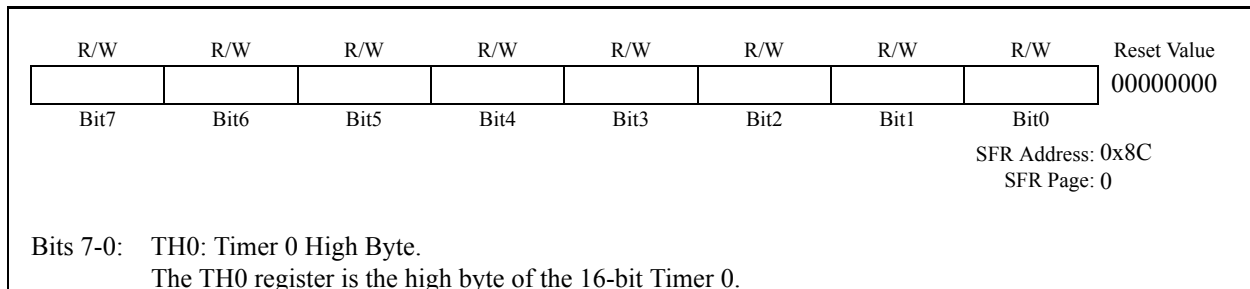 R/W R/W R/W R/W R/W R/W R/W R/W Reset Value
00000000
Bit7 Bit6 Bit5 Bit4 Bit3 Bit2 Bit1 Bit0
SFR Address: 0x8C
SFR Page: 0
Bits 7-0: TH0: Timer 0 High Byte.
The TH0 register is the high byte of the 16-bit Timer 0.